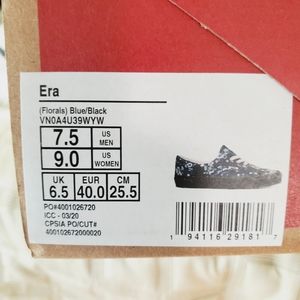 Era
(Florals) Blue/Black
VN0A4U39WYW
7.5 US MEN
9.0 US WOMEN
UK EUR CM
6.5 40.0 25.5
PO#4001026720
ICC - 03/20
CPSIA PO/CUT#
400102672000020
1 94116 29181 7